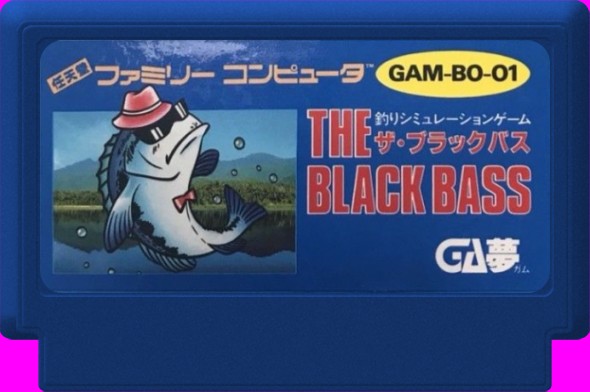 任天堂 ファミリー コンピュータ™
GAM-BO-01
釣りシミュレーションゲーム
THE ザ・ブラックバス
BLACK BASS
GA夢
ガム